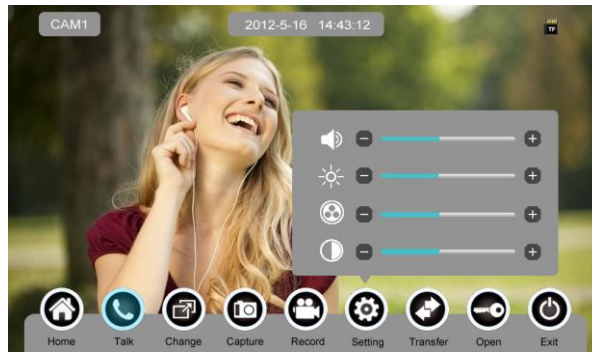 CAM1
2012-5-16 14:43:12
TF
Home Talk Change Capture Record Setting Transfer Open Exit